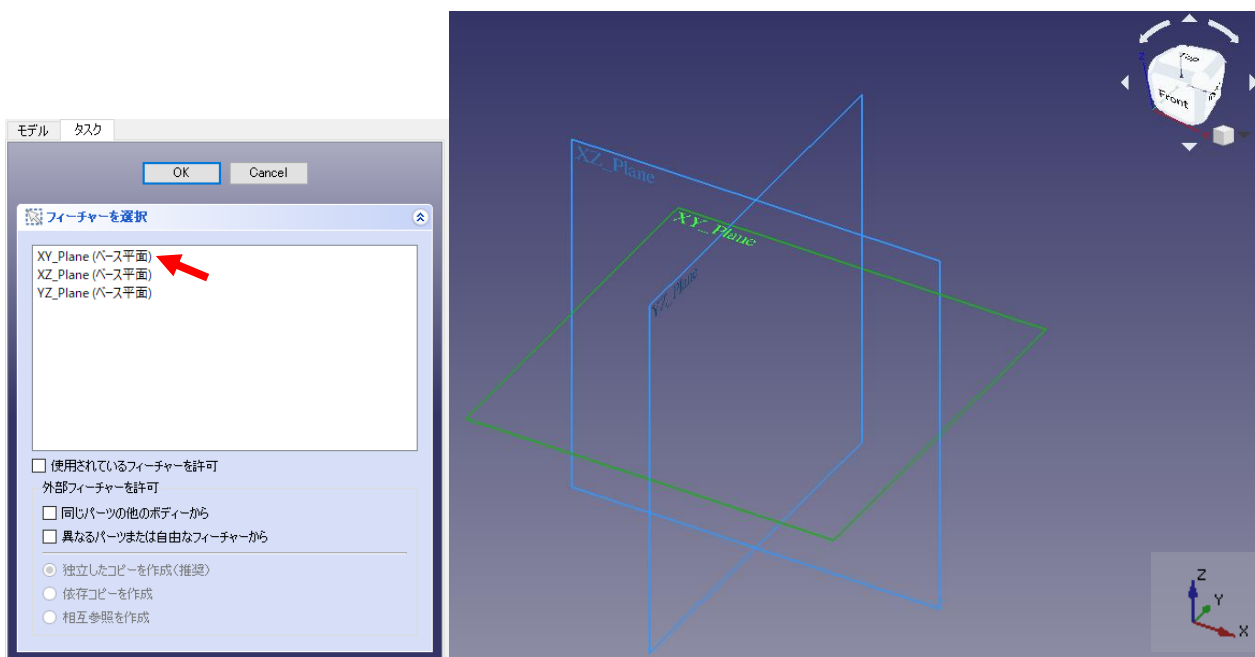 モデル
タスク
OK
Cancel
フィーチャーを選択
XY_Plane (ベース平面)
XZ_Plane (ベース平面)
YZ_Plane (ベース平面)
使用されているフィーチャーを許可
外部フィーチャーを許可
同じパーツの他のボディーから
異なるパーツまたは自由なフィーチャーから
独立したコピーを作成(推奨)
依存コピーを作成
相互参照を作成
XZ_Plane
XY_Plane
YZ_Plane
Z
Top
Front
Z
Y
X